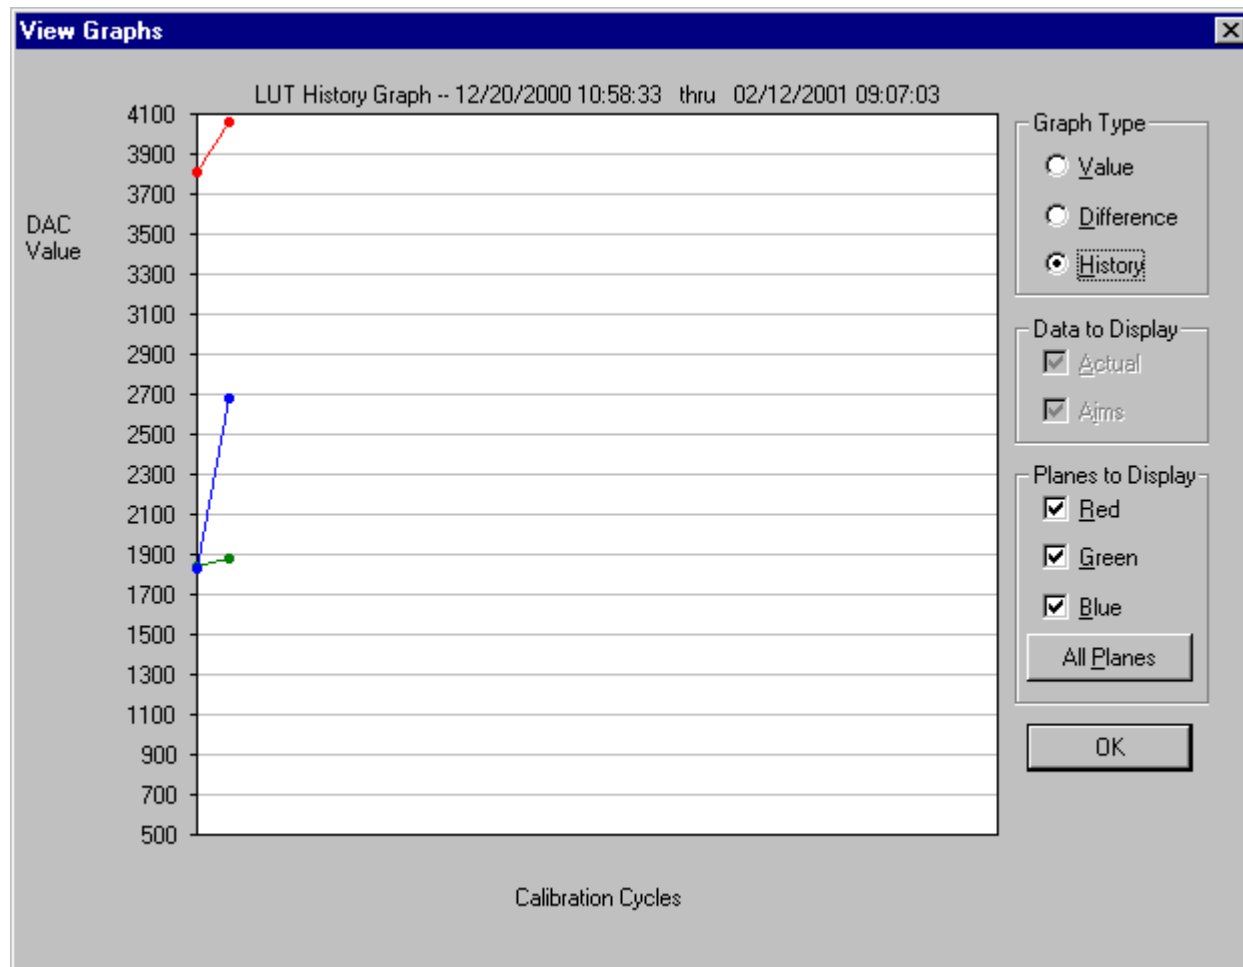 View Graphs
LUT History Graph -- 12/20/2000 10:58:33 thru 02/12/2001 09:07:03
DAC
Value
4100
3900
3700
3500
3300
3100
2900
2700
2500
2300
2100
1900
1700
1500
1300
1100
900
700
500
Calibration Cycles
Graph Type
Value
Difference
History
Data to Display
Actual
Aims
Planes to Display
Red
Green
Blue
All Planes
OK